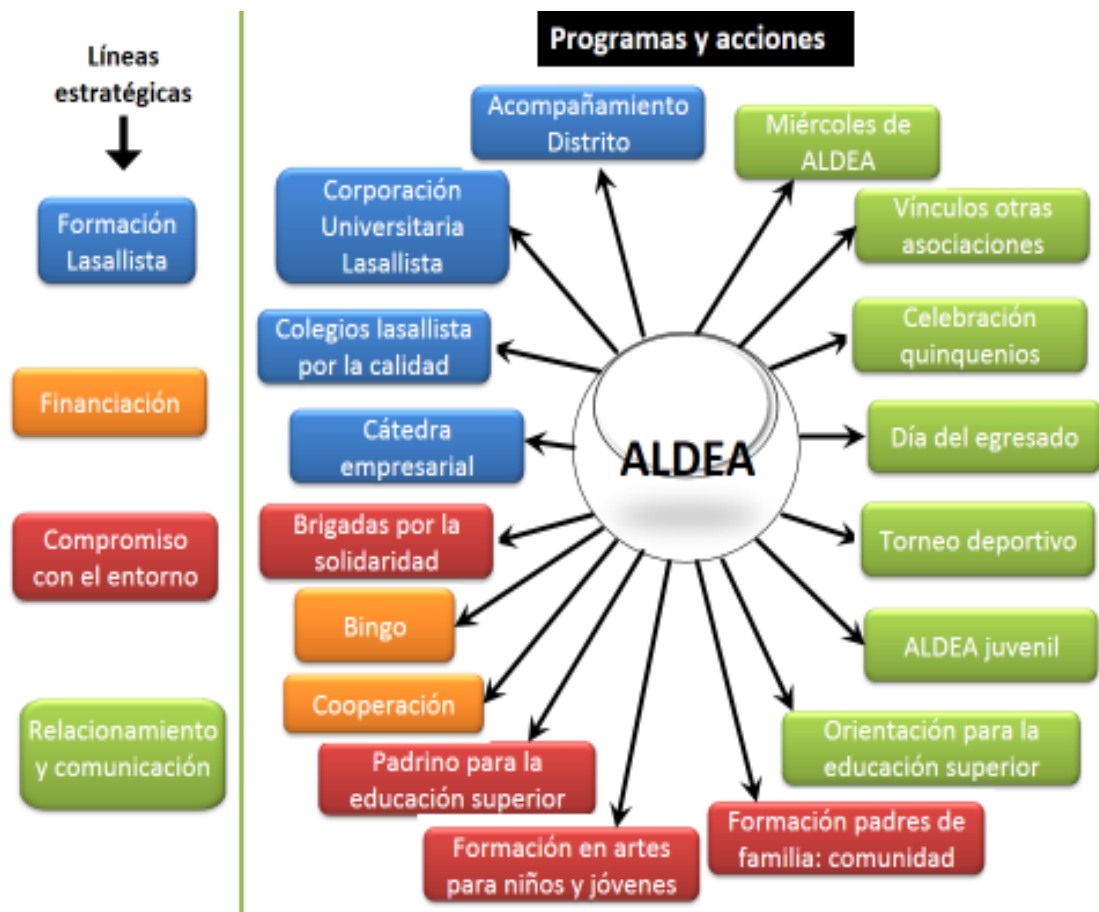 Líneas
estratégicas
Formación
Lasallista
Financiación
Compromiso
con el entorno
Relacionamiento
y comunicación
Programas y acciones
Acompañamiento
Distrito
Corporación
Universitaria
Lasallista
Colegios lasallista
por la calidad
Cátedra
empresarial
Brigadas por la
solidaridad
Bingo
Cooperación
Padrino para la
educación superior
Formación en artes
para niños y jóvenes
Formación padres de
familia: comunidad
Orientación para la
educación superior
ALDEA juvenil
Torneo deportivo
Día del egresado
Celebración
quinquenios
Vínculos otras
asociaciones
Miércoles de
ALDEA
ALDEA